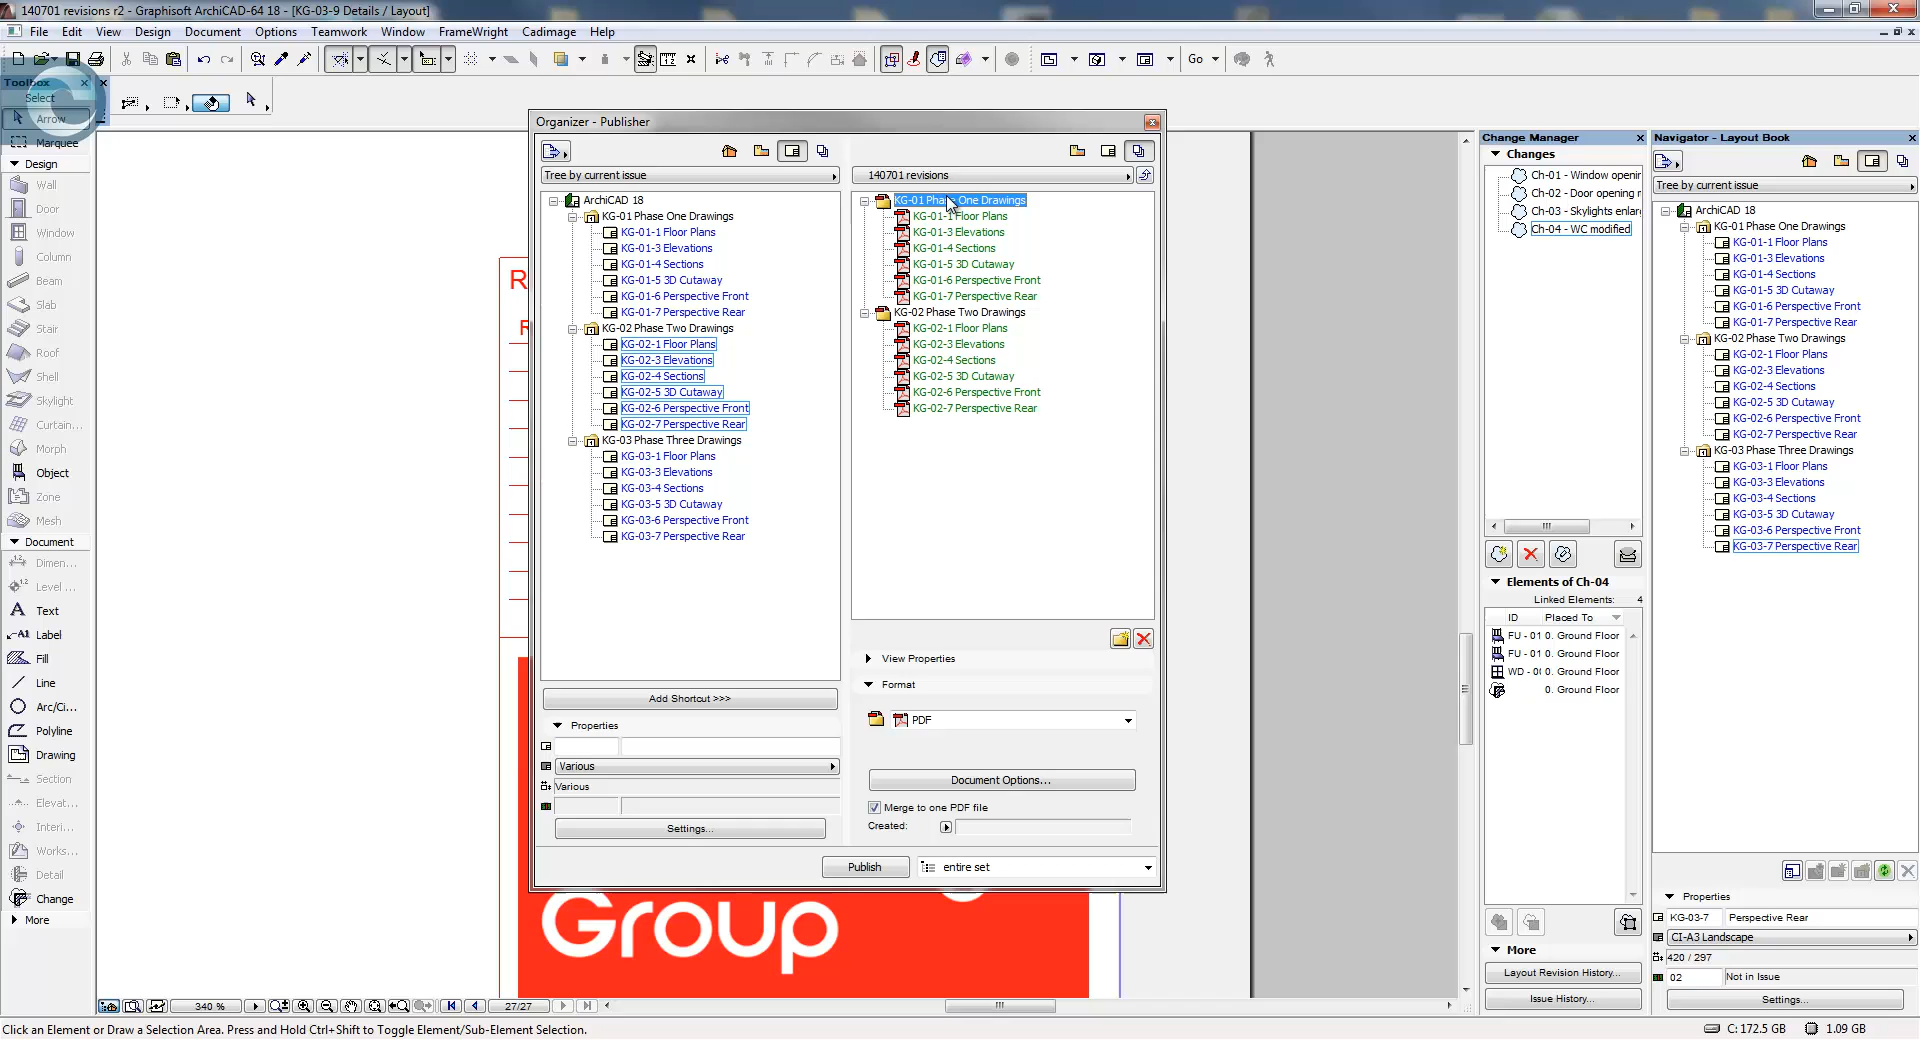 140701 revisions r2 - Graphisoft ArchiCAD-64 18 - [KG-03-9 Details / Layout]
File Edit View Design Document Options Teamwork Window FrameWright Cadimage Help
Go
Toolbox
Select
Arrow
Marquee
Design
Wall
Door
Window
Column
Beam
Slab
Stair
Roof
Shell
Skylight
Curtain...
Morph
Object
Zone
Mesh
Document
Dimen...
Level ...
Text
Label
Fill
Line
Arc/Ci...
Polyline
Drawing
Section
Elevat...
Interi...
Works...
Detail
Change
More
R
R
Group
Organizer - Publisher
Tree by current issue
ArchiCAD 18
KG-01 Phase One Drawings
KG-01-1 Floor Plans
KG-01-3 Elevations
KG-01-4 Sections
KG-01-5 3D Cutaway
KG-01-6 Perspective Front
KG-01-7 Perspective Rear
KG-02 Phase Two Drawings
KG-02-1 Floor Plans
KG-02-3 Elevations
KG-02-4 Sections
KG-02-5 3D Cutaway
KG-02-6 Perspective Front
KG-02-7 Perspective Rear
KG-03 Phase Three Drawings
KG-03-1 Floor Plans
KG-03-3 Elevations
KG-03-4 Sections
KG-03-5 3D Cutaway
KG-03-6 Perspective Front
KG-03-7 Perspective Rear
Add Shortcut >>>
Properties
Various
Various
Settings...
140701 revisions
KG-01 Phase One Drawings
KG-01-1 Floor Plans
KG-01-3 Elevations
KG-01-4 Sections
KG-01-5 3D Cutaway
KG-01-6 Perspective Front
KG-01-7 Perspective Rear
KG-02 Phase Two Drawings
KG-02-1 Floor Plans
KG-02-3 Elevations
KG-02-4 Sections
KG-02-5 3D Cutaway
KG-02-6 Perspective Front
KG-02-7 Perspective Rear
View Properties
Format
PDF
Document Options...
Merge to one PDF file
Created:
Publish
entire set
Change Manager
Changes
Ch-01 - Window openir
Ch-02 - Door opening r
Ch-03 - Skylights enlar
Ch-04 - WC modified
Elements of Ch-04
Linked Elements: 4
ID Placed To
FU - 01 0. Ground Floor
FU - 01 0. Ground Floor
WD - 0 0. Ground Floor
0. Ground Floor
More
Layout Revision History...
Issue History...
Navigator - Layout Book
Tree by current issue
ArchiCAD 18
KG-01 Phase One Drawings
KG-01-1 Floor Plans
KG-01-3 Elevations
KG-01-4 Sections
KG-01-5 3D Cutaway
KG-01-6 Perspective Front
KG-01-7 Perspective Rear
KG-02 Phase Two Drawings
KG-02-1 Floor Plans
KG-02-3 Elevations
KG-02-4 Sections
KG-02-5 3D Cutaway
KG-02-6 Perspective Front
KG-02-7 Perspective Rear
KG-03 Phase Three Drawings
KG-03-1 Floor Plans
KG-03-3 Elevations
KG-03-4 Sections
KG-03-5 3D Cutaway
KG-03-6 Perspective Front
KG-03-7 Perspective Rear
Properties
KG-03-7 Perspective Rear
CI-A3 Landscape
420 / 297
02 Not in Issue
Settings...
340 % 27/27
Click an Element or Draw a Selection Area. Press and Hold Ctrl+Shift to Toggle Element/Sub-Element Selection.
C: 172.5 GB 1.09 GB